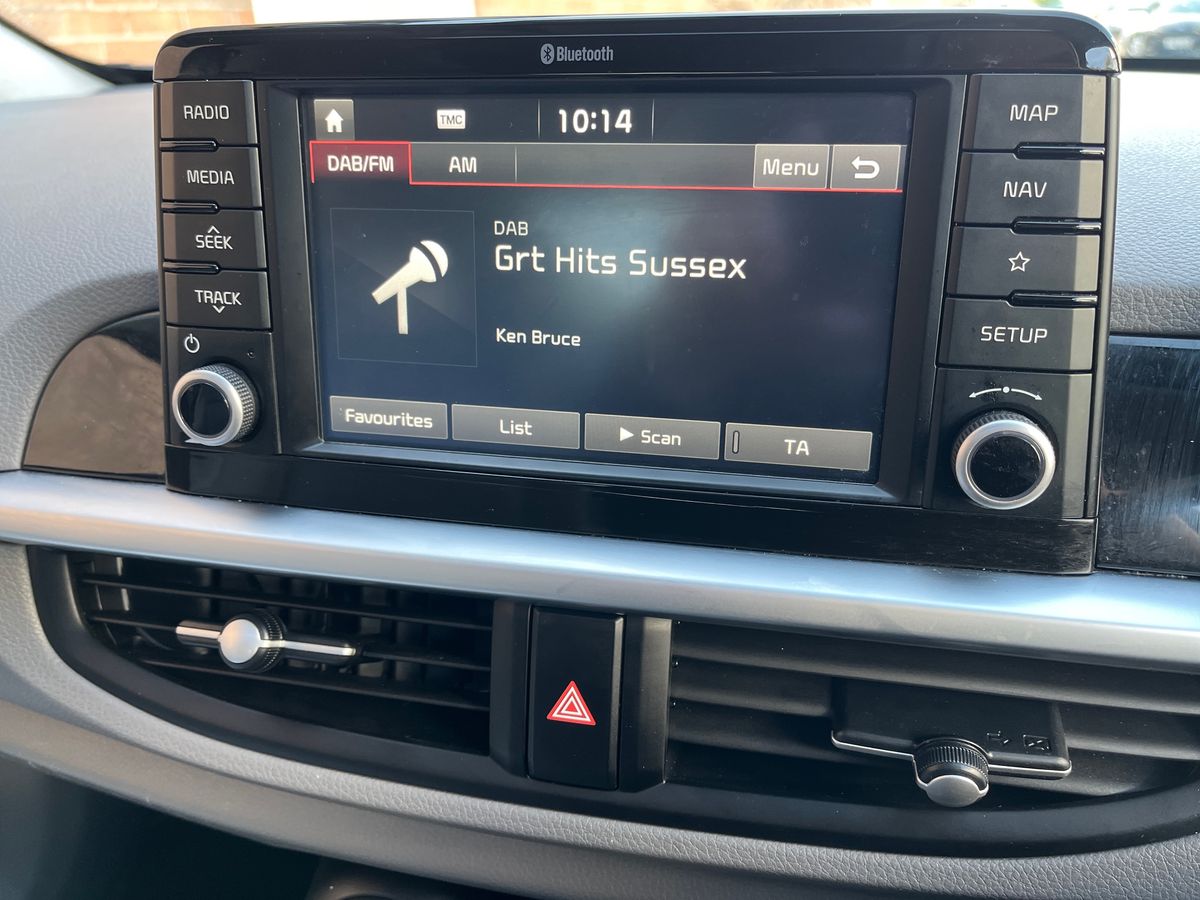 Bluetooth
RADIO
MEDIA
SEEK
TRACK
TMC
10:14
DAB/FM AM Menu
DAB
Grt Hits Sussex
Ken Bruce
Favourites List Scan TA
MAP
NAV
SETUP